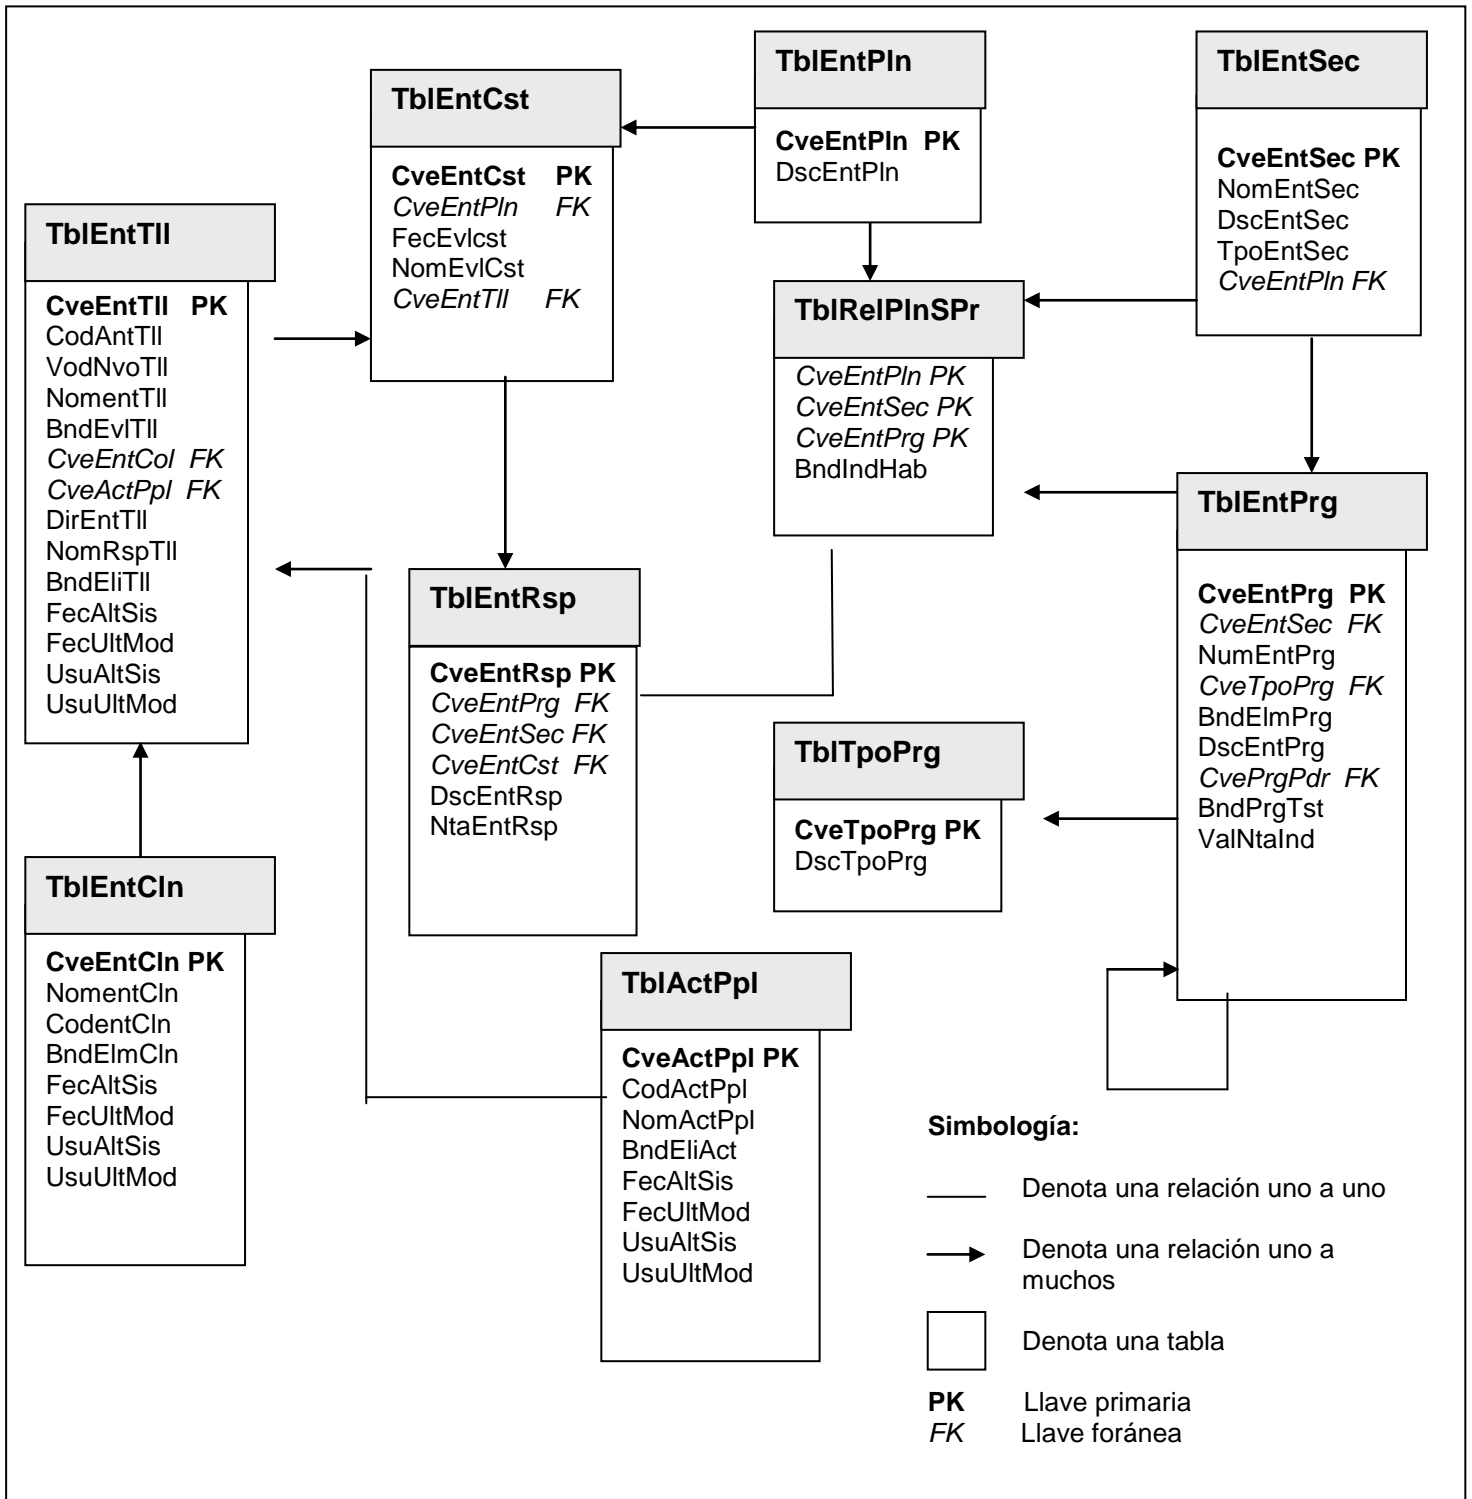 TblEntPln
CveEntPln PK
DscEntPln
TblEntSec
CveEntSec PK
NomEntSec
DscEntSec
TpoEntSec
CveEntPln FK
TblEntCst
CveEntCst PK
CveEntPln FK
FecEvlcst
NomEvlCst
CveEntTll FK
TblEntTll
CveEntTll PK
CodAntTll
VodNvoTll
NomentTll
BndEvlTll
CveEntCol FK
CveActPpl FK
DirEntTll
NomRspTll
BndEliTll
FecAltSis
FecUltMod
UsuAltSis
UsuUltMod
TblRelPlnSPr
CveEntPln PK
CveEntSec PK
CveEntPrg PK
BndIndHab
TblEntPrg
CveEntPrg PK
CveEntSec FK
NumEntPrg
CveTpoPrg FK
BndElmPrg
DscEntPrg
CvePrgPdr FK
BndPrgTst
ValNtaInd
TblEntRsp
CveEntRsp PK
CveEntPrg FK
CveEntSec FK
CveEntCst FK
DscEntRsp
NtaEntRsp
TblTpoPrg
CveTpoPrg PK
DscTpoPrg
TblEntCln
CveEntCln PK
NomentCln
CodentCln
BndElmCln
FecAltSis
FecUltMod
UsuAltSis
UsuUltMod
TblActPpl
CveActPpl PK
CodActPpl
NomActPpl
BndEliAct
FecAltSis
FecUltMod
UsuAltSis
UsuUltMod
Simbología:
Denota una relación uno a uno
Denota una relación uno a
muchos
Denota una tabla
PK Llave primaria
FK Llave foránea